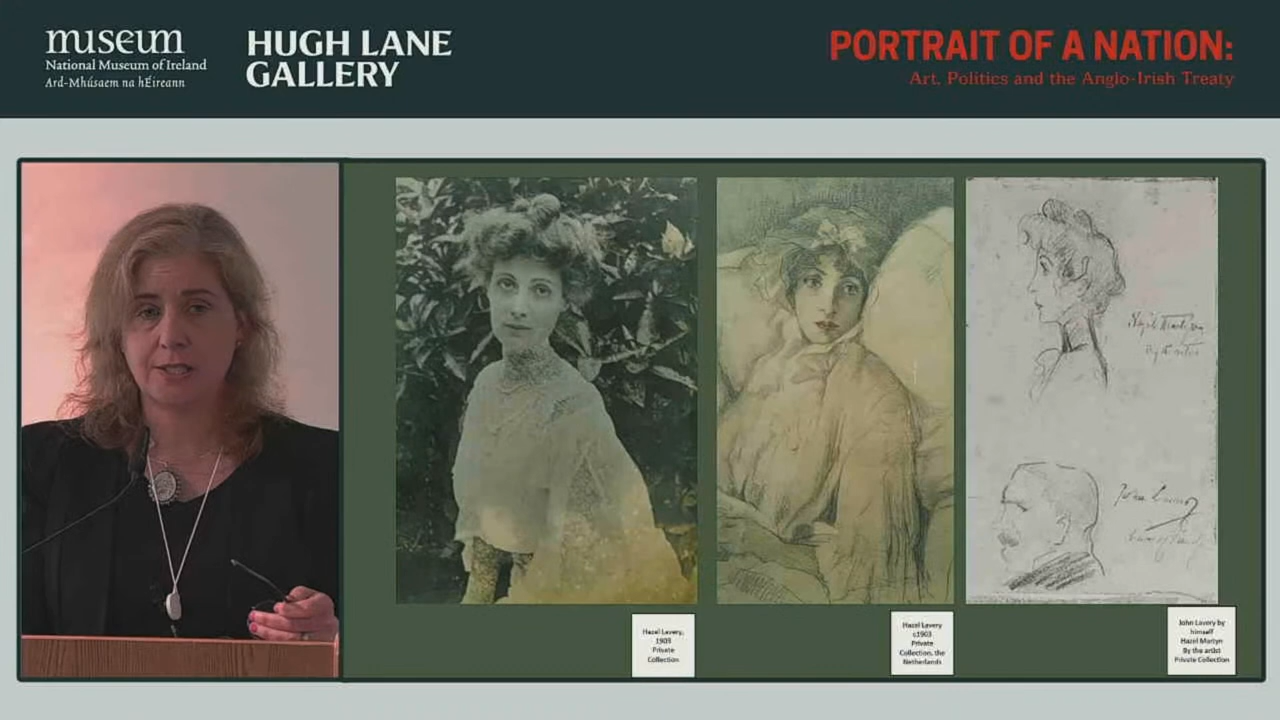 museum
National Museum of Ireland
Ard-Mhúsaem na hÉireann
HUGH LANE
GALLERY
PORTRAIT OF A NATION:
Art, Politics and the Anglo-Irish Treaty
Hazel Lavery,
1903
Private
Collection
Hazel Lavery
c1903
Private
Collection, the
Netherlands
John Lavery by
himself
Hazel Martyn
By the artist
Private Collection